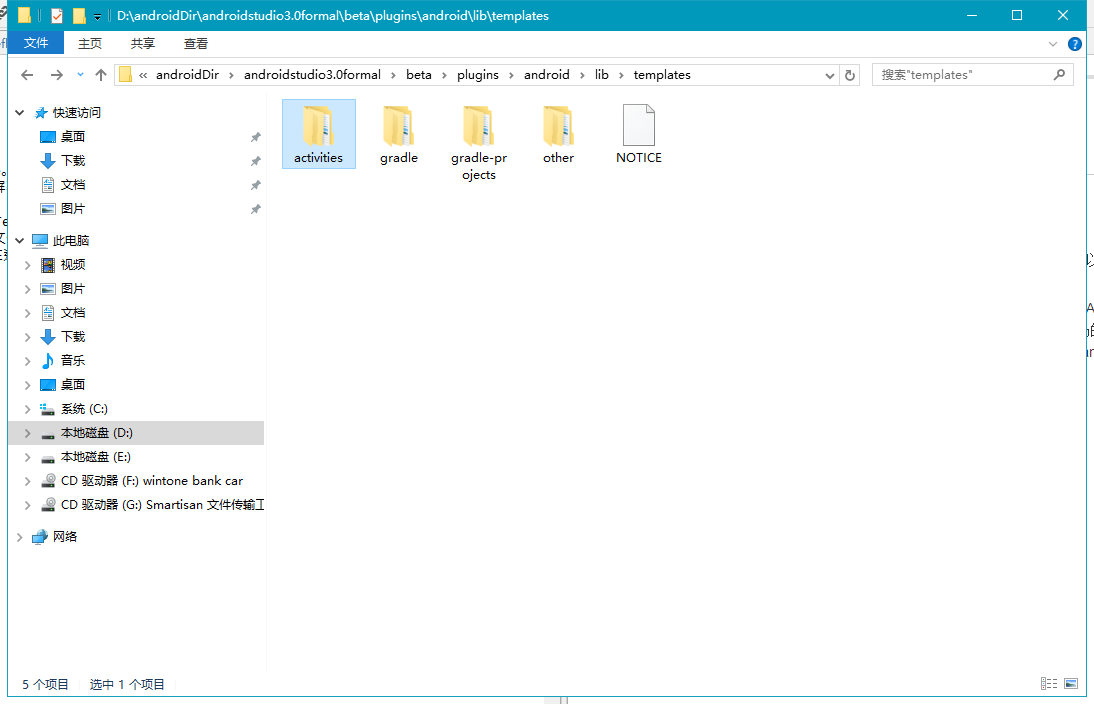 D:\androidDir\androidstudio3.0formal\beta\plugins\android\lib\templates
文件 主页 共享 查看
« androidDir › androidstudio3.0formal › beta › plugins › android › lib › templates
搜索"templates"
快速访问
桌面
下载
文档
图片
此电脑
视频
图片
文档
下载
音乐
桌面
系统 (C:)
本地磁盘 (D:)
本地磁盘 (E:)
CD 驱动器 (F:) wintone bank car
CD 驱动器 (G:) Smartisan 文件传输工
网络
activities
gradle
gradle-pr
ojects
other
NOTICE
5 个项目 选中 1 个项目